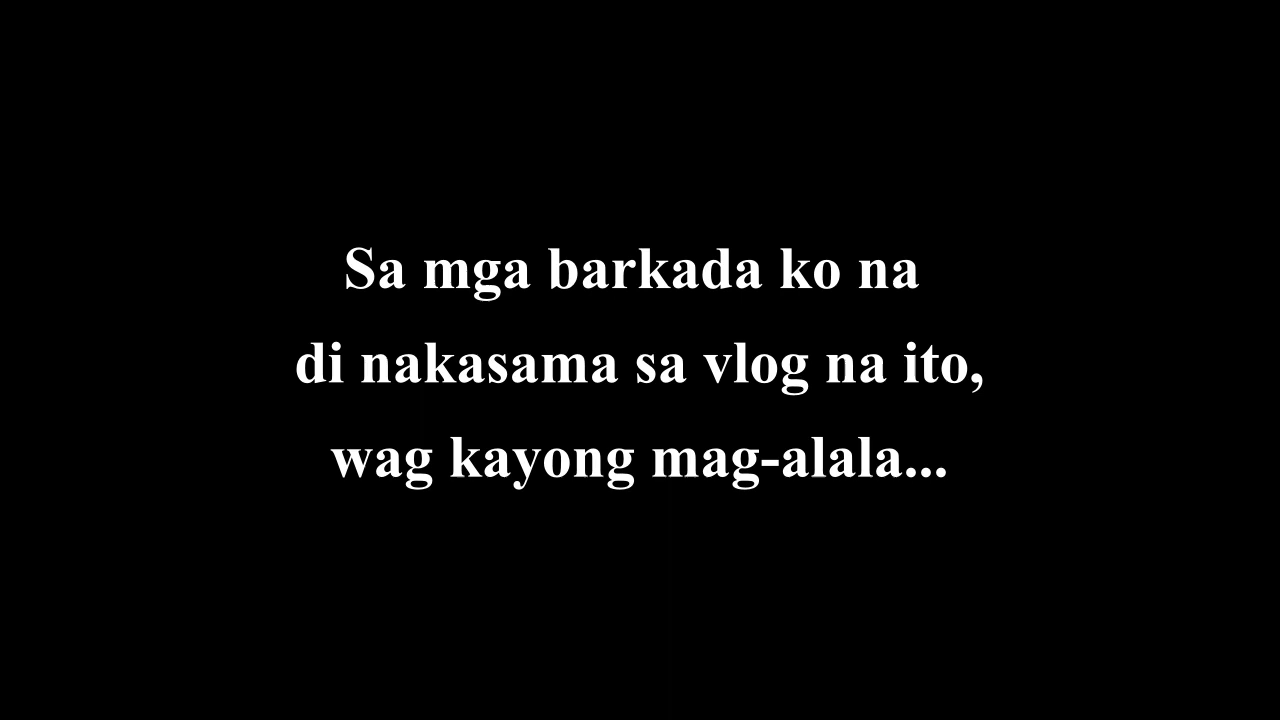 Sa mga barkada ko na
di nakasama sa vlog na ito,
wag kayong mag-alala...